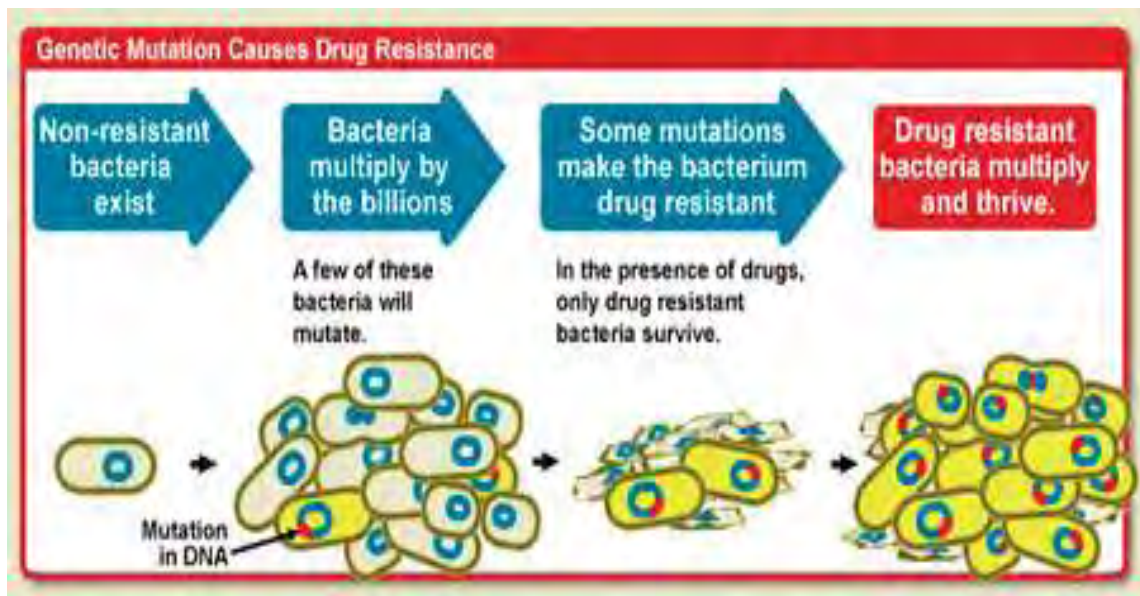 Genetic Mutation Causes Drug Resistance
Non-resistant
bacteria
exist
Bacteria
multiply by
the billions
Some mutations
make the bacterium
drug resistant
Drug resistant
bacteria multiply
and thrive.
A few of these
bacteria will
mutate.
In the presence of drugs,
only drug resistant
bacteria survive.
Mutation
in DNA